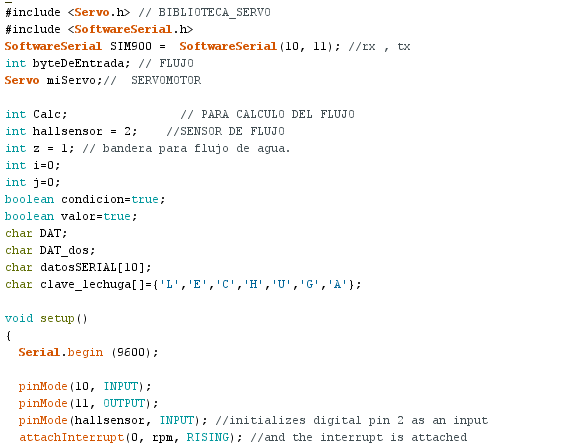 #include <Servo.h> // BIBLIOTECA_SERVO
#include <SoftwareSerial.h>
SoftwareSerial SIM900 =  SoftwareSerial(10, 11); //rx , tx
int byteDeEntrada; // FLUJO
Servo miServo;//  SERVOMOTOR
int Calc;                // PARA CALCULO DEL FLUJO
int hallsensor = 2;    //SENSOR DE FLUJO
int z = 1; // bandera para flujo de agua.
int i=0;
int j=0;
boolean condicion=true;
boolean valor=true;
char DAT;
char DAT_dos;
char datosSERIAL[10];
char clave_lechuga[]={'L','E','C','H','U','G','A'};
void setup()
{
  Serial.begin (9600);
  pinMode(10, INPUT);
  pinMode(11, OUTPUT);
  pinMode(hallsensor, INPUT); //initializes digital pin 2 as an input
  attachInterrupt(0, rpm, RISING); //and the interrupt is attached